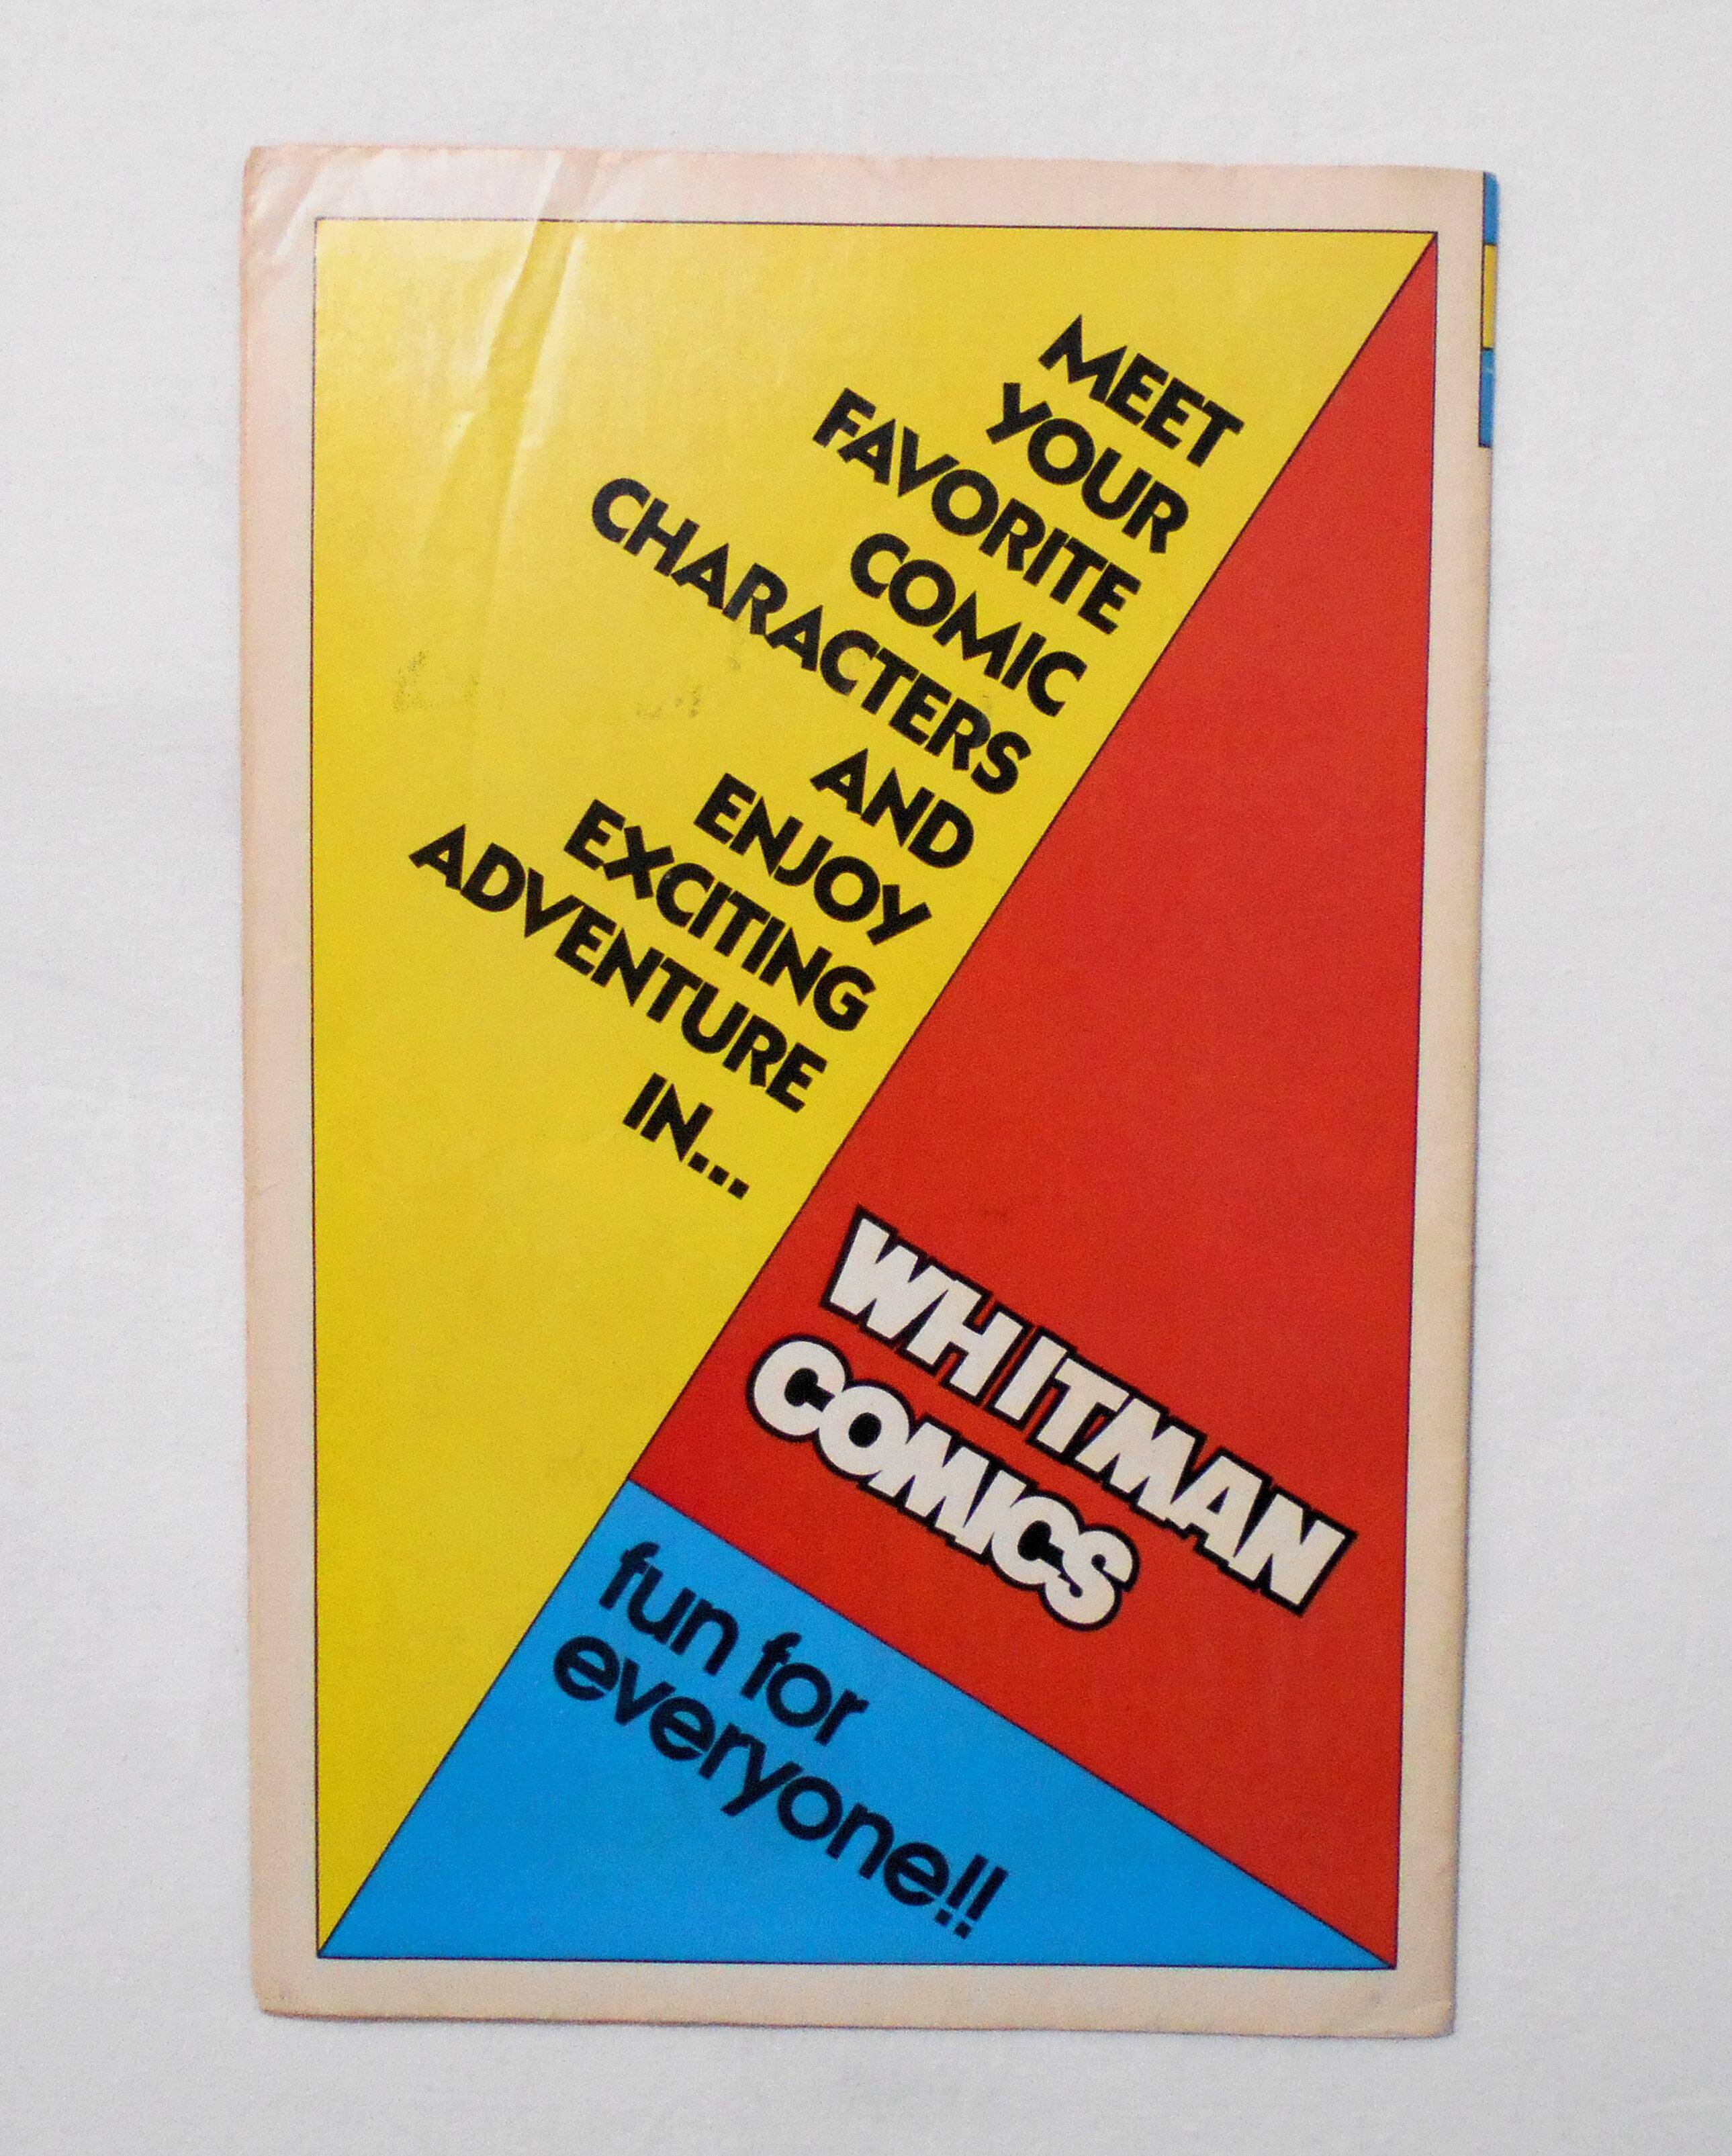 MEET
YOUR
FAVORITE
COMIC
CHARACTERS
AND
ENJOY
EXCITING
ADVENTURE
IN...
WHITMAN
COMICS
fun for
everyone!!